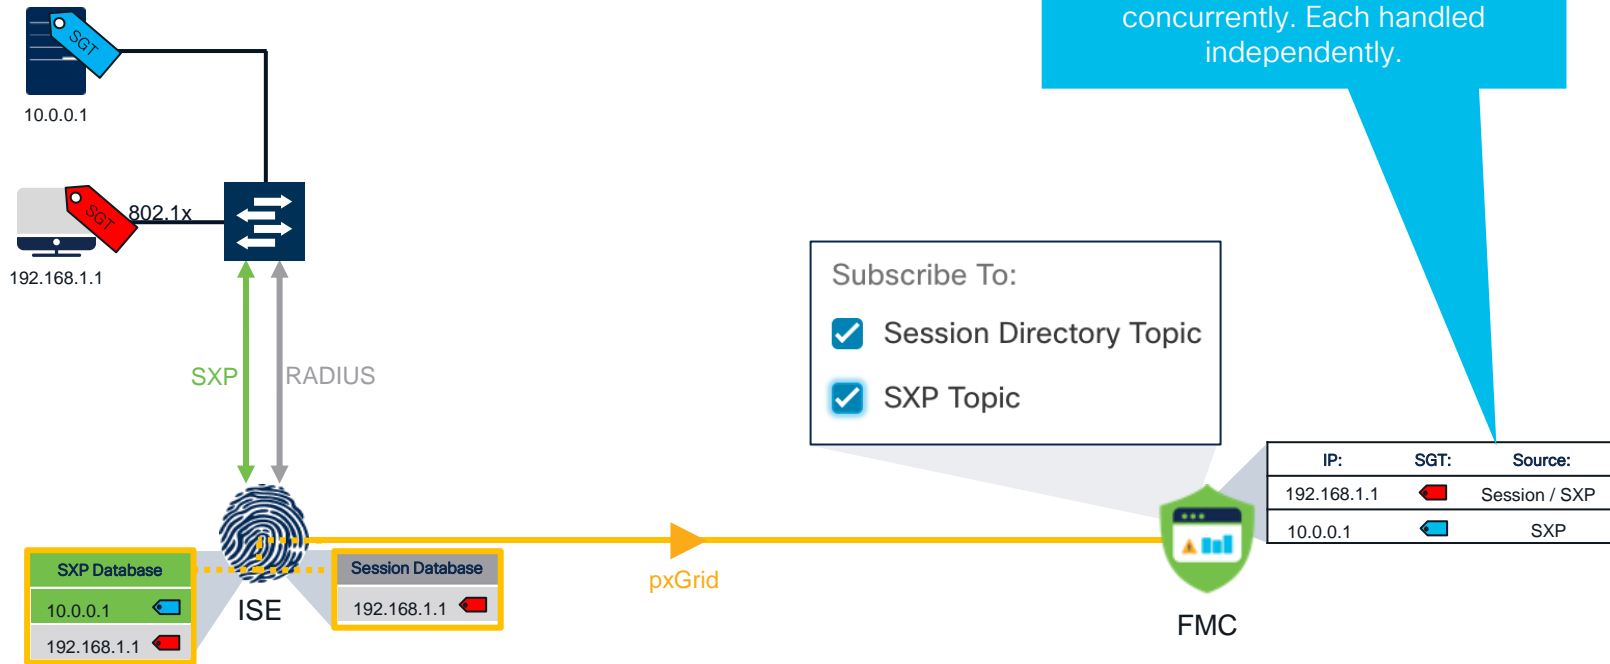 concurrently. Each handled
independently.
SGT
10.0.0.1
SGT
802.1x
192.168.1.1
SXP
RADIUS
Subscribe To:
Session Directory Topic
SXP Topic
IP: SGT: Source:
192.168.1.1 Session / SXP
10.0.0.1 SXP
SXP Database
10.0.0.1
192.168.1.1
ISE
Session Database
192.168.1.1
pxGrid
FMC